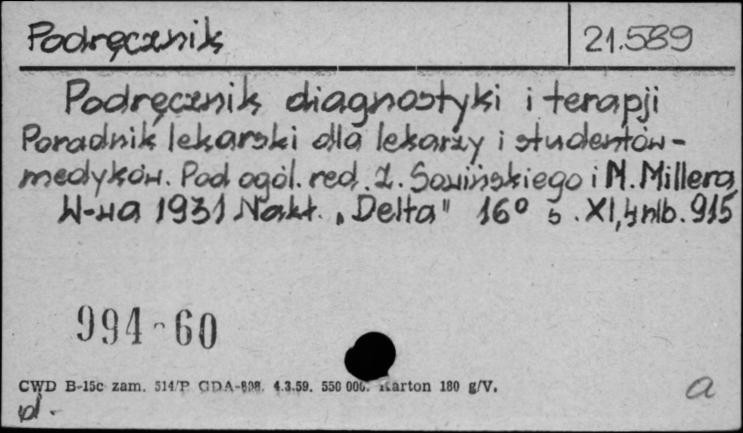 Podręcznik 21.589
Podręcznik diagnostyki i terapji
Poradnik lekarski dla lekarzy i studentów-
medyków. Pod ogól. red. Z. Sowińskiego i M. Millera,
W-wa 1931 Nakł. „Delta" 16° s. XI, 4 nlb. 915
994-60
CWD B-15c zam. 514/P GDA-898. 4.3.59. 550 000. Karton 180 g/V.
a